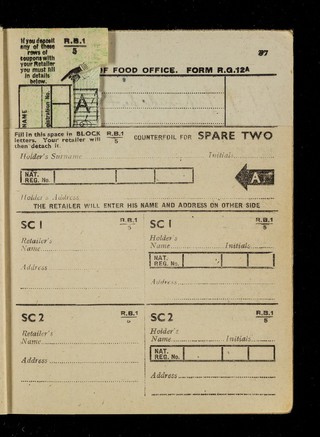 If you deposit
any of these
rows of
coupons with
your Retailer
you must fill
in details
below.
R.B.1
5
37
OF FOOD OFFICE. FORM R.G.12A
NAME
A
Fill in this space in BLOCK
letters. Your retailer will
then detach it.
R.B.1
5
COUNTERFOIL FOR SPARE TWO
Holder's Surname Initials
NAT.
REG. No.
A
Holder's Address
THE RETAILER WILL ENTER HIS NAME AND ADDRESS ON OTHER SIDE
SC 1 R.B.1
5
Retailer's
Name
Address
SC 1 R.B.1
5
Holder's
Name Initials
NAT.
REG. No.
Address
SC 2 R.B.1
Retailer's
Name
Address
SC 2 R.B.1
5
Holder's
Name Initials
NAT.
REG. No.
Address